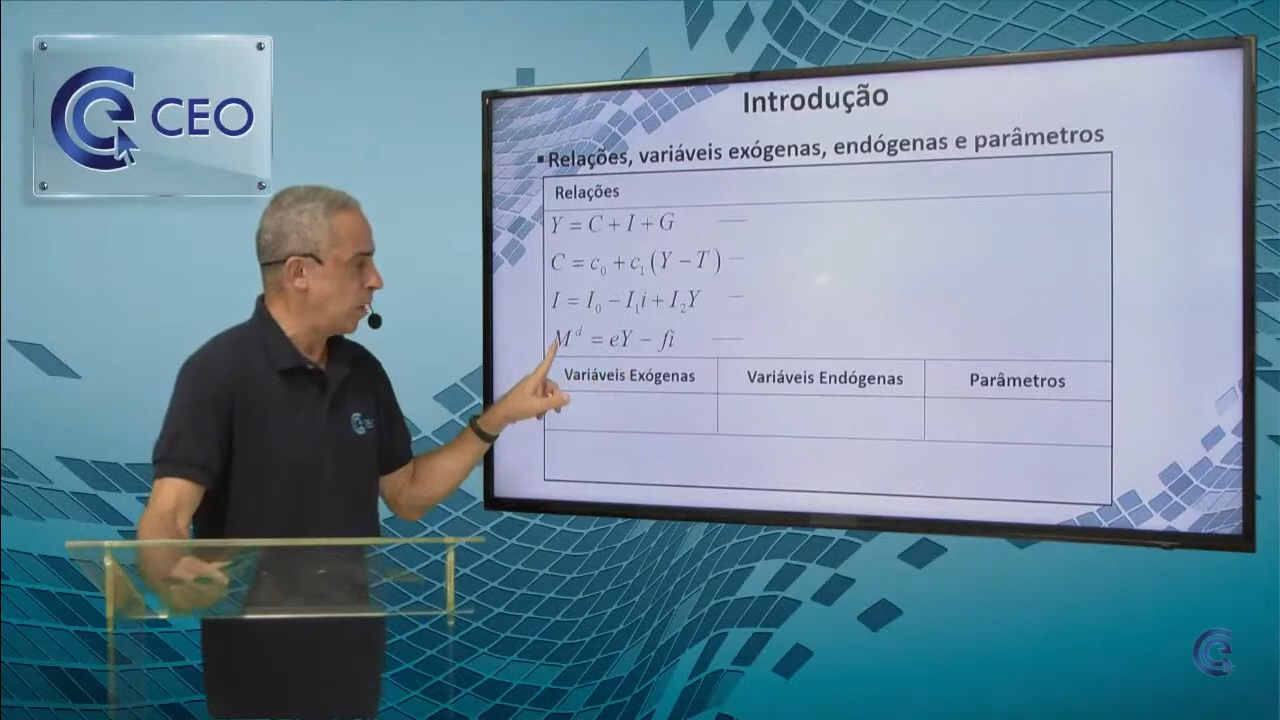 CEO
Introdução
▪Relações, variáveis exógenas, endógenas e parâmetros
Relações
Y = C + I + G
C = c₀ + c₁(Y − T)
I = I₀ − I₁i + I₂Y
Mᵈ = eY − fi
Variáveis Exógenas
Variáveis Endógenas
Parâmetros